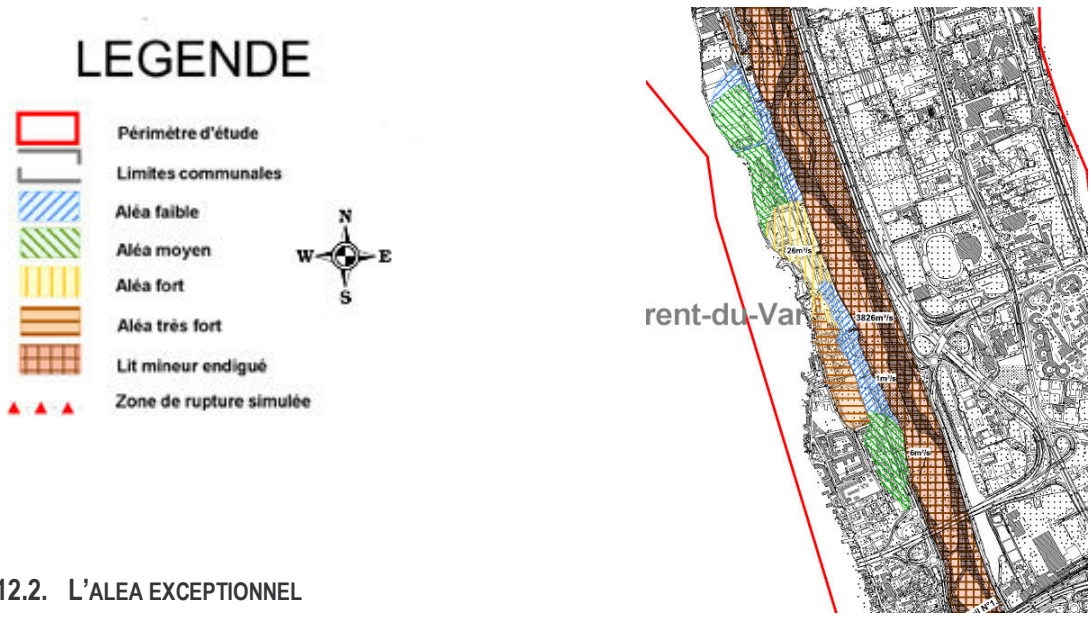 LEGENDE
Périmètre d'étude
Limites communales
Aléa faible
Aléa moyen
Aléa fort
Aléa très fort
Lit mineur endigué
Zone de rupture simulée
N
W
E
S
26m³/s
rent-du-Var
3826m³/s
1m³/s
6m³/s
12.2. L'ALEA EXCEPTIONNEL